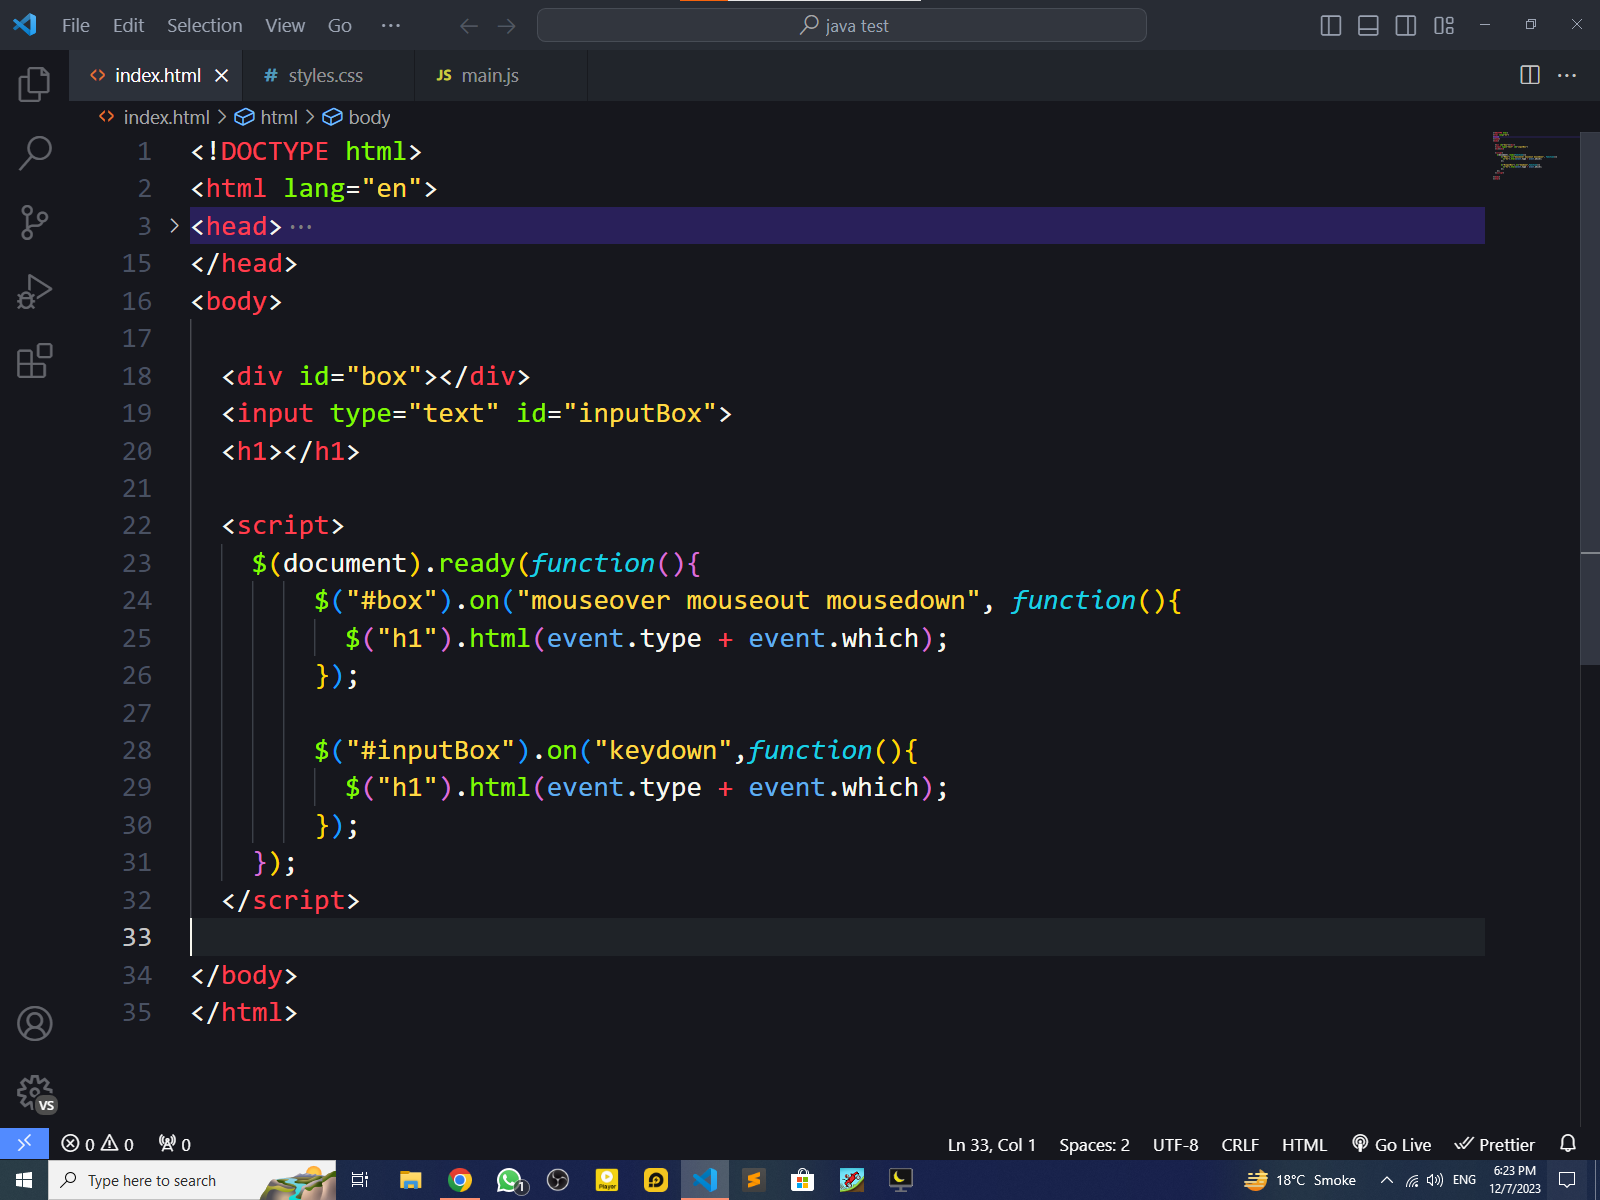 File Edit Selection View Go ··· java test
index.html # styles.css JS main.js
index.html > html > body
1 <!DOCTYPE html>
2 <html lang="en">
3 > <head>···
15 </head>
16 <body>
17
18 <div id="box"></div>
19 <input type="text" id="inputBox">
20 <h1></h1>
21
22 <script>
23 $(document).ready(function(){
24 $("#box").on("mouseover mouseout mousedown", function(){
25 $("h1").html(event.type + event.which);
26 });
27
28 $("#inputBox").on("keydown",function(){
29 $("h1").html(event.type + event.which);
30 });
31 });
32 </script>
33
34 </body>
35 </html>
VS
0 0 0 Ln 33, Col 1 Spaces: 2 UTF-8 CRLF HTML Go Live Prettier
Type here to search 1 Player 18°C Smoke ENG 6:23 PM
12/7/2023